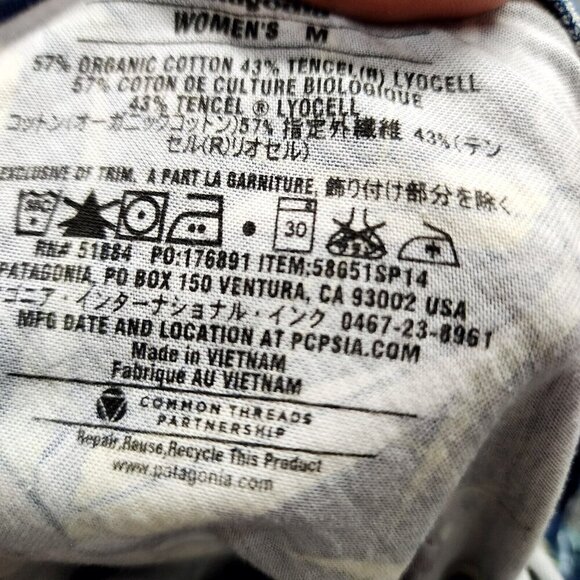 patagonia
WOMEN'S M
57% ORGANIC COTTON 43% TENCEL(R) LYOCELL
57% COTON DE CULTURE BIOLOGIQUE
43% TENCEL ® LYOCELL
コットン(オーガニックコットン)57% 指定外繊維 43%(テン
セル(R)リオセル)
EXCLUSIVE OF TRIM. A PART LA GARNITURE, 飾り付け部分を除く
30
RN# 51884 PO:176891 ITEM:58651SP14
PATAGONIA, PO BOX 150 VENTURA, CA 93002 USA
ゴニア・インターナショナル・インク 0467-23-8961
MFG DATE AND LOCATION AT PCPSIA.COM
Made in VIETNAM
Fabriqué AU VIETNAM
COMMON THREADS
PARTNERSHIP
Repair,Reuse,Recycle This Product
www.patagonia.com